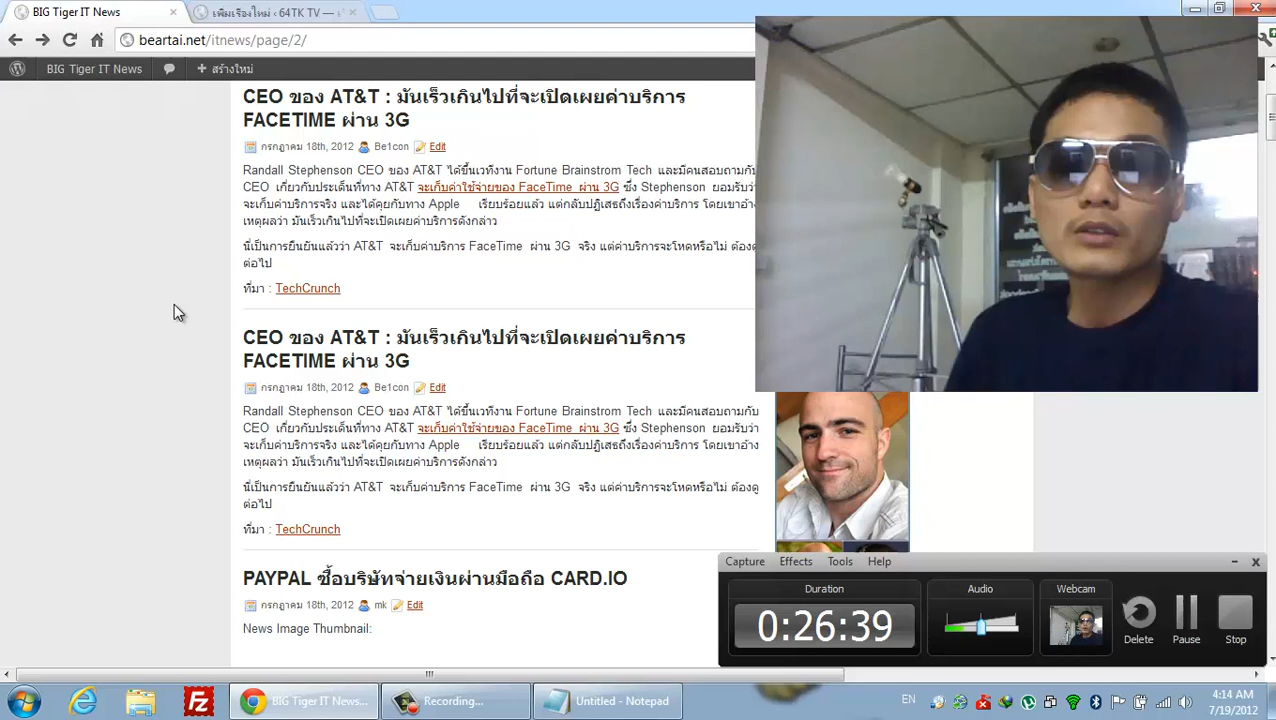 BIG Tiger IT News
เพิ่มเรื่องใหม่ ‹ 64TK TV —
beartai.net/itnews/page/2/
BIG Tiger IT News
+ สร้างใหม่
CEO ของ AT&T : มันเร็วเกินไปที่จะเปิดเผยค่าบริการ
FACETIME ผ่าน 3G
กรกฎาคม 18th, 2012 Be1con Edit
Randall Stephenson CEO ของ AT&T ได้ขึ้นเวทีงาน Fortune Brainstrom Tech และมีคนสอบถามกับ
CEO เกี่ยวกับประเด็นที่ทาง AT&T จะเก็บค่าใช้จ่ายของ FaceTime ผ่าน 3G ซึ่ง Stephenson ยอมรับว่า
จะเก็บค่าบริการจริง และได้คุยกับทาง Apple เรียบร้อยแล้ว แต่กลับปฏิเสธถึงเรื่องค่าบริการ โดยเขาอ้าง
เหตุผลว่า มันเร็วเกินไปที่จะเปิดเผยค่าบริการดังกล่าว
นี่เป็นการยืนยันแล้วว่า AT&T จะเก็บค่าบริการ FaceTime ผ่าน 3G จริง แต่ค่าบริการจะโหดหรือไม่ ต้องดู
ต่อไป
ที่มา : TechCrunch
CEO ของ AT&T : มันเร็วเกินไปที่จะเปิดเผยค่าบริการ
FACETIME ผ่าน 3G
กรกฎาคม 18th, 2012 Be1con Edit
Randall Stephenson CEO ของ AT&T ได้ขึ้นเวทีงาน Fortune Brainstrom Tech และมีคนสอบถามกับ
CEO เกี่ยวกับประเด็นที่ทาง AT&T จะเก็บค่าใช้จ่ายของ FaceTime ผ่าน 3G ซึ่ง Stephenson ยอมรับว่า
จะเก็บค่าบริการจริง และได้คุยกับทาง Apple เรียบร้อยแล้ว แต่กลับปฏิเสธถึงเรื่องค่าบริการ โดยเขาอ้าง
เหตุผลว่า มันเร็วเกินไปที่จะเปิดเผยค่าบริการดังกล่าว
นี่เป็นการยืนยันแล้วว่า AT&T จะเก็บค่าบริการ FaceTime ผ่าน 3G จริง แต่ค่าบริการจะโหดหรือไม่ ต้องดู
ต่อไป
ที่มา : TechCrunch
PAYPAL ซื้อบริษัทจ่ายเงินผ่านมือถือ CARD.IO
กรกฎาคม 18th, 2012 mk Edit
News Image Thumbnail:
Capture Effects Tools Help
Duration Audio Webcam
0:26:39
Delete Pause Stop
BIG Tiger IT News... Recording... Untitled - Notepad
EN
4:14 AM
7/19/2012